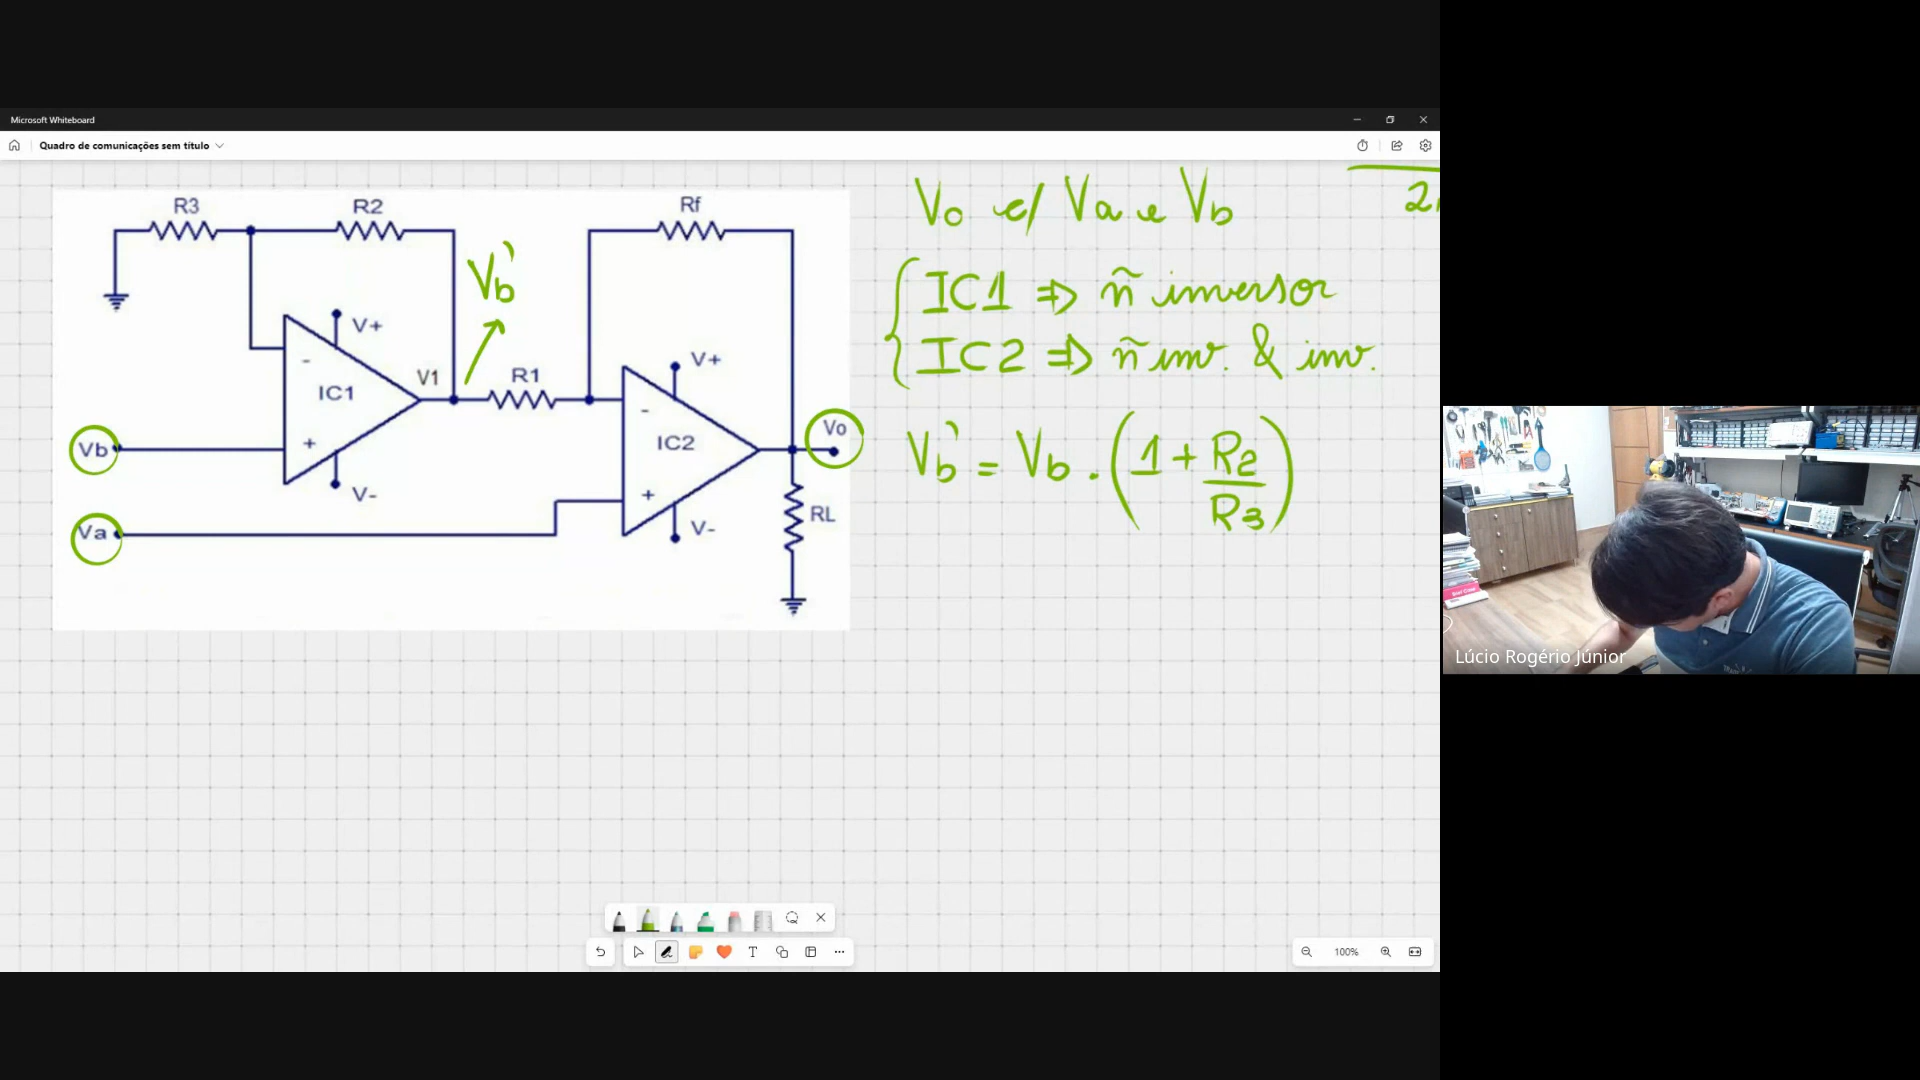 Microsoft Whiteboard
Quadro de comunicações sem título
R3
R2
Rf
Vb'
V+
IC1
V1
R1
V+
-
+
V-
-
IC2
+
V-
Vb
Va
Vo
RL
Vo c/ Va e Vb
IC1 ⇒ ñ inversor
IC2 ⇒ ñ inv. & inv.
Vb' = Vb . (1 + R2/R3)
2
Lúcio Rogério Júnior
T
100%